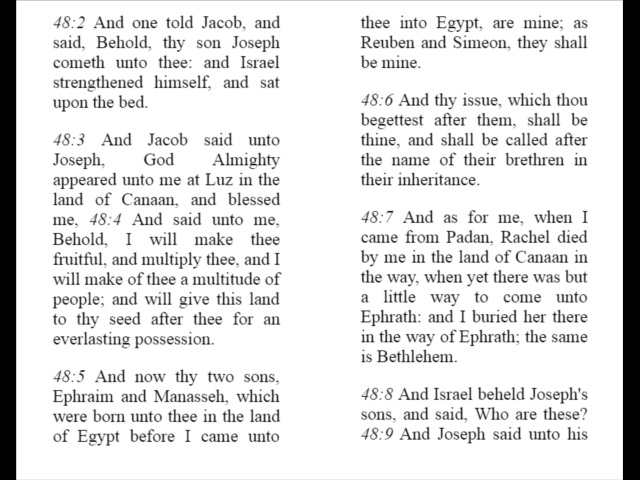 48:2 And one told Jacob, and
said, Behold, thy son Joseph
cometh unto thee: and Israel
strengthened himself, and sat
upon the bed.
48:3 And Jacob said unto
Joseph, God Almighty
appeared unto me at Luz in the
land of Canaan, and blessed
me, 48:4 And said unto me,
Behold, I will make thee
fruitful, and multiply thee, and I
will make of thee a multitude of
people; and will give this land
to thy seed after thee for an
everlasting possession.
48:5 And now thy two sons,
Ephraim and Manasseh, which
were born unto thee in the land
of Egypt before I came unto
thee into Egypt, are mine; as
Reuben and Simeon, they shall
be mine.
48:6 And thy issue, which thou
begettest after them, shall be
thine, and shall be called after
the name of their brethren in
their inheritance.
48:7 And as for me, when I
came from Padan, Rachel died
by me in the land of Canaan in
the way, when yet there was but
a little way to come unto
Ephrath: and I buried her there
in the way of Ephrath; the same
is Bethlehem.
48:8 And Israel beheld Joseph's
sons, and said, Who are these?
48:9 And Joseph said unto his